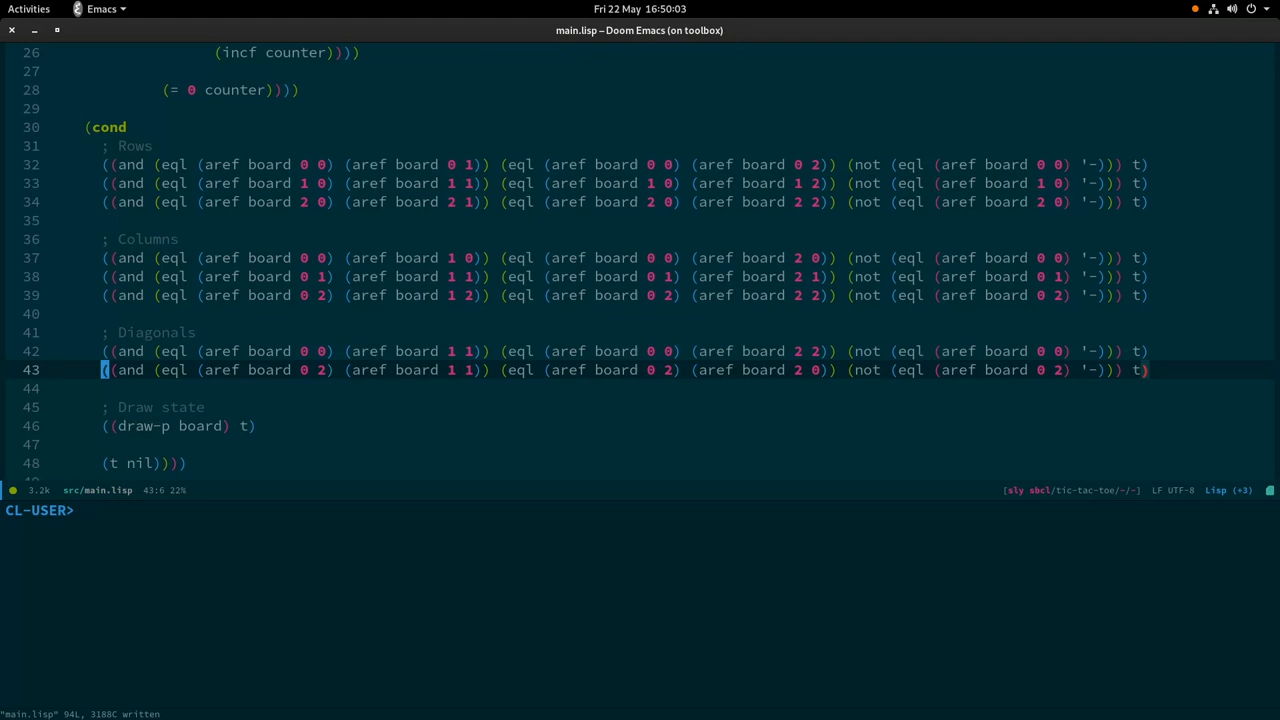 Activities Emacs Fri 22 May 16:50:03
main.lisp – Doom Emacs (on toolbox)
26 (incf counter))))
27
28 (= 0 counter))))
29
30 (cond
31 ; Rows
32 ((and (eql (aref board 0 0) (aref board 0 1)) (eql (aref board 0 0) (aref board 0 2)) (not (eql (aref board 0 0) '-))) t)
33 ((and (eql (aref board 1 0) (aref board 1 1)) (eql (aref board 1 0) (aref board 1 2)) (not (eql (aref board 1 0) '-))) t)
34 ((and (eql (aref board 2 0) (aref board 2 1)) (eql (aref board 2 0) (aref board 2 2)) (not (eql (aref board 2 0) '-))) t)
35
36 ; Columns
37 ((and (eql (aref board 0 0) (aref board 1 0)) (eql (aref board 0 0) (aref board 2 0)) (not (eql (aref board 0 0) '-))) t)
38 ((and (eql (aref board 0 1) (aref board 1 1)) (eql (aref board 0 1) (aref board 2 1)) (not (eql (aref board 0 1) '-))) t)
39 ((and (eql (aref board 0 2) (aref board 1 2)) (eql (aref board 0 2) (aref board 2 2)) (not (eql (aref board 0 2) '-))) t)
40
41 ; Diagonals
42 ((and (eql (aref board 0 0) (aref board 1 1)) (eql (aref board 0 0) (aref board 2 2)) (not (eql (aref board 0 0) '-))) t)
43 ((and (eql (aref board 0 2) (aref board 1 1)) (eql (aref board 0 2) (aref board 2 0)) (not (eql (aref board 0 2) '-))) t)
44
45 ; Draw state
46 ((draw-p board) t)
47
48 (t nil))))
3.2k src/main.lisp 43:6 22% [sly sbcl/tic-tac-toe/-/-] LF UTF-8 Lisp (+3)
CL-USER>
"main.lisp" 94L, 3188C written